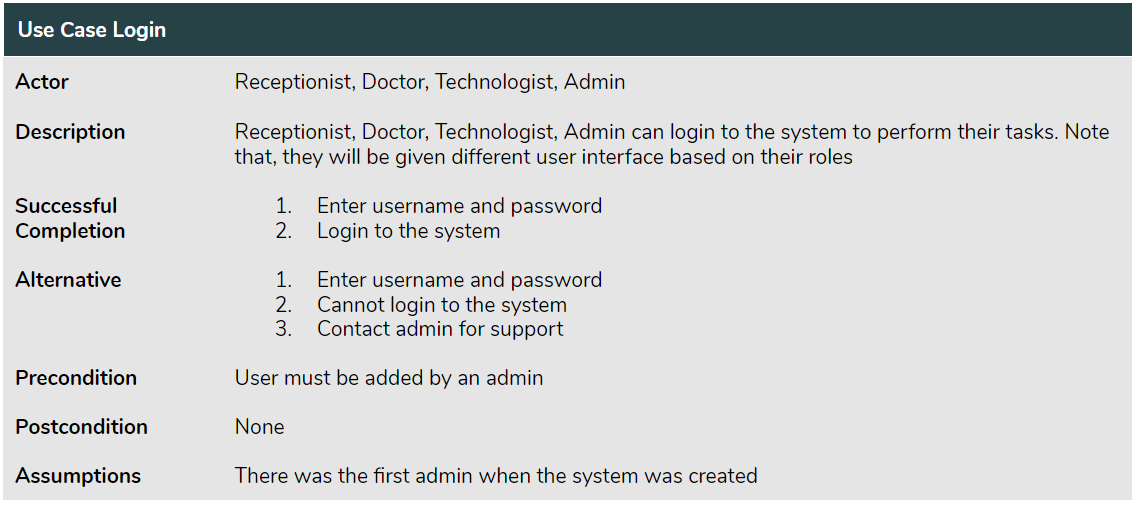 Use Case Login
Actor
Receptionist, Doctor, Technologist, Admin
Description
Receptionist, Doctor, Technologist, Admin can login to the system to perform their tasks. Note
that, they will be given different user interface based on their roles
Successful
Completion
1. Enter username and password
2. Login to the system
Alternative
1. Enter username and password
2. Cannot login to the system
3. Contact admin for support
Precondition
User must be added by an admin
Postcondition
None
Assumptions
There was the first admin when the system was created